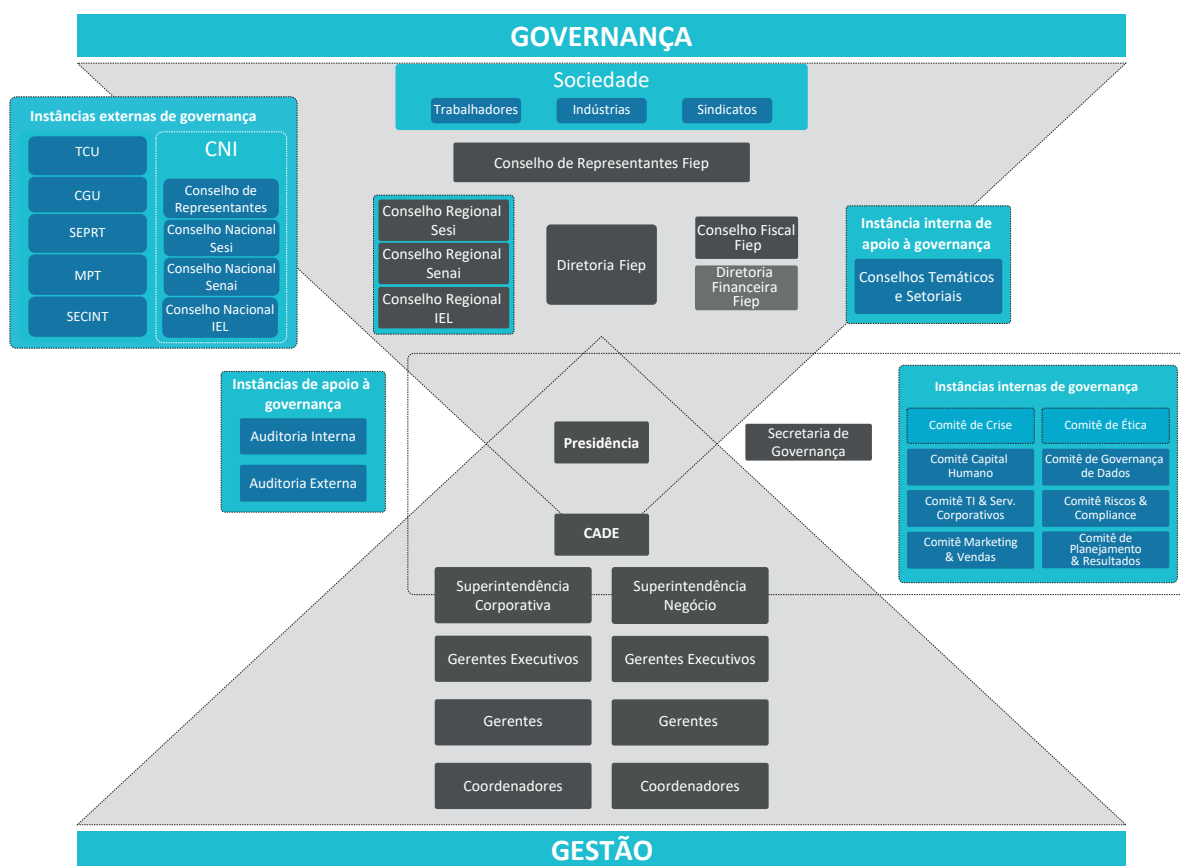 GOVERNANÇA
Sociedade
Trabalhadores
Indústrias
Sindicatos
Instâncias externas de governança
TCU
CGU
SEPRT
MPT
SECINT
CNI
Conselho de
Representantes
Conselho Nacional
Sesi
Conselho Nacional
Senai
Conselho Nacional
IEL
Conselho de Representantes Fiep
Conselho Regional
Sesi
Conselho Regional
Senai
Conselho Regional
IEL
Diretoria Fiep
Conselho Fiscal
Fiep
Diretoria
Financeira
Fiep
Instância interna de
apoio à governança
Conselhos Temáticos
e Setoriais
Instâncias de apoio à
governança
Auditoria Interna
Auditoria Externa
Presidência
Secretaria de
Governança
Instâncias internas de governança
Comitê de Crise
Comitê de Ética
Comitê Capital
Humano
Comitê de Governança
de Dados
Comitê TI & Serv.
Corporativos
Comitê Riscos &
Compliance
Comitê Marketing
& Vendas
Comitê de
Planejamento
& Resultados
CADE
Superintendência
Corporativa
Superintendência
Negócio
Gerentes Executivos
Gerentes Executivos
Gerentes
Gerentes
Coordenadores
Coordenadores
GESTÃO